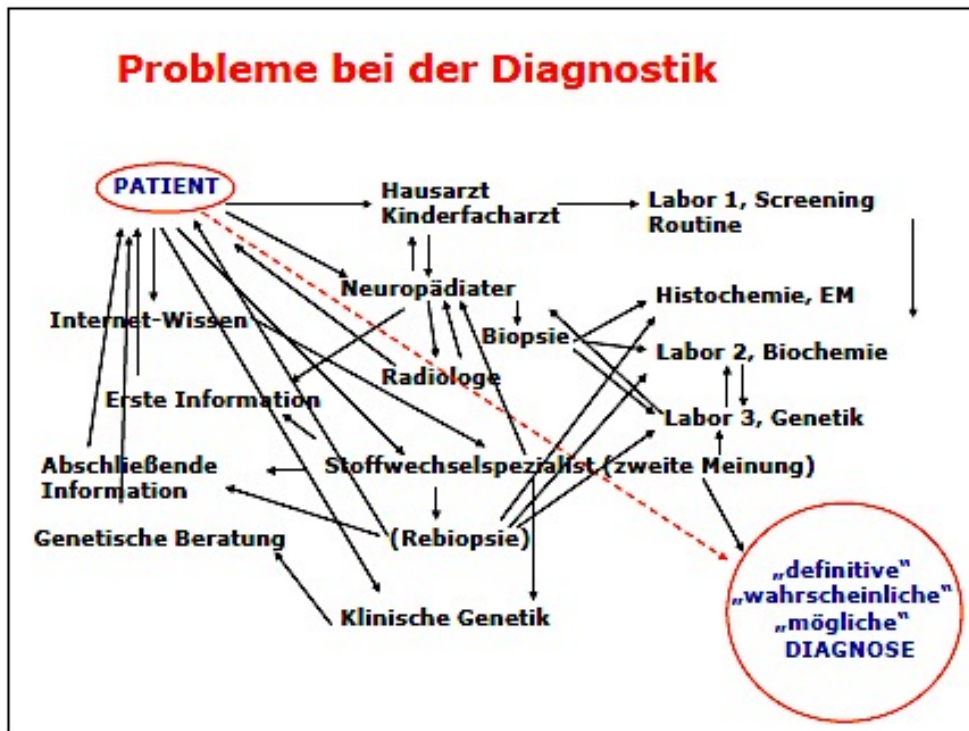 Probleme bei der Diagnostik
PATIENT
Hausarzt
Kinderfacharzt
Labor 1, Screening
Routine
Neuropädiater
Histochemie, EM
Internet-Wissen
Biopsie
Labor 2, Biochemie
Radiologe
Erste Information
Labor 3, Genetik
Abschließende
Information
Stoffwechselspezialist (zweite Meinung)
Genetische Beratung
(Rebiopsie)
Klinische Genetik
„definitive“
„wahrscheinliche“
„mögliche“
DIAGNOSE